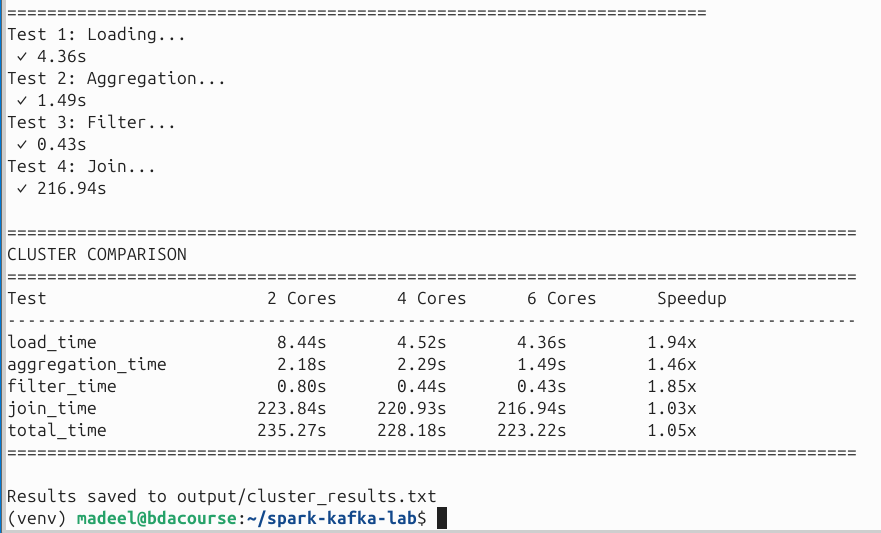 ======================================================================
Test 1: Loading...
 ✓ 4.36s
Test 2: Aggregation...
 ✓ 1.49s
Test 3: Filter...
 ✓ 0.43s
Test 4: Join...
 ✓ 216.94s

=====================================================================================
CLUSTER COMPARISON
=====================================================================================
Test                      2 Cores      4 Cores      6 Cores      Speedup
-------------------------------------------------------------------------------------
load_time                  8.44s        4.52s        4.36s        1.94x
aggregation_time           2.18s        2.29s        1.49s        1.46x
filter_time                0.80s        0.44s        0.43s        1.85x
join_time                223.84s      220.93s      216.94s        1.03x
total_time               235.27s      228.18s      223.22s        1.05x
=====================================================================================

Results saved to output/cluster_results.txt
(venv) madeel@bdacourse:~/spark-kafka-lab$